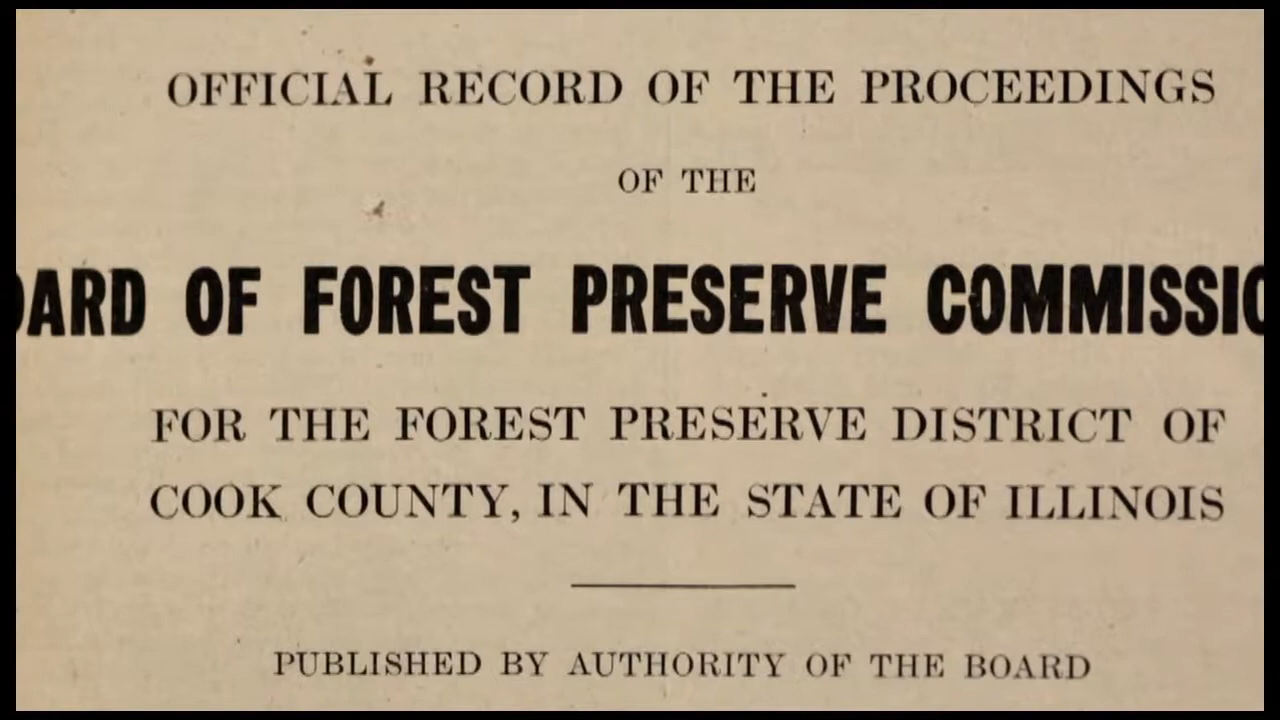 OFFICIAL RECORD OF THE PROCEEDINGS
OF THE
OARD OF FOREST PRESERVE COMMISSIO
FOR THE FOREST PRESERVE DISTRICT OF
COOK COUNTY, IN THE STATE OF ILLINOIS
PUBLISHED BY AUTHORITY OF THE BOARD